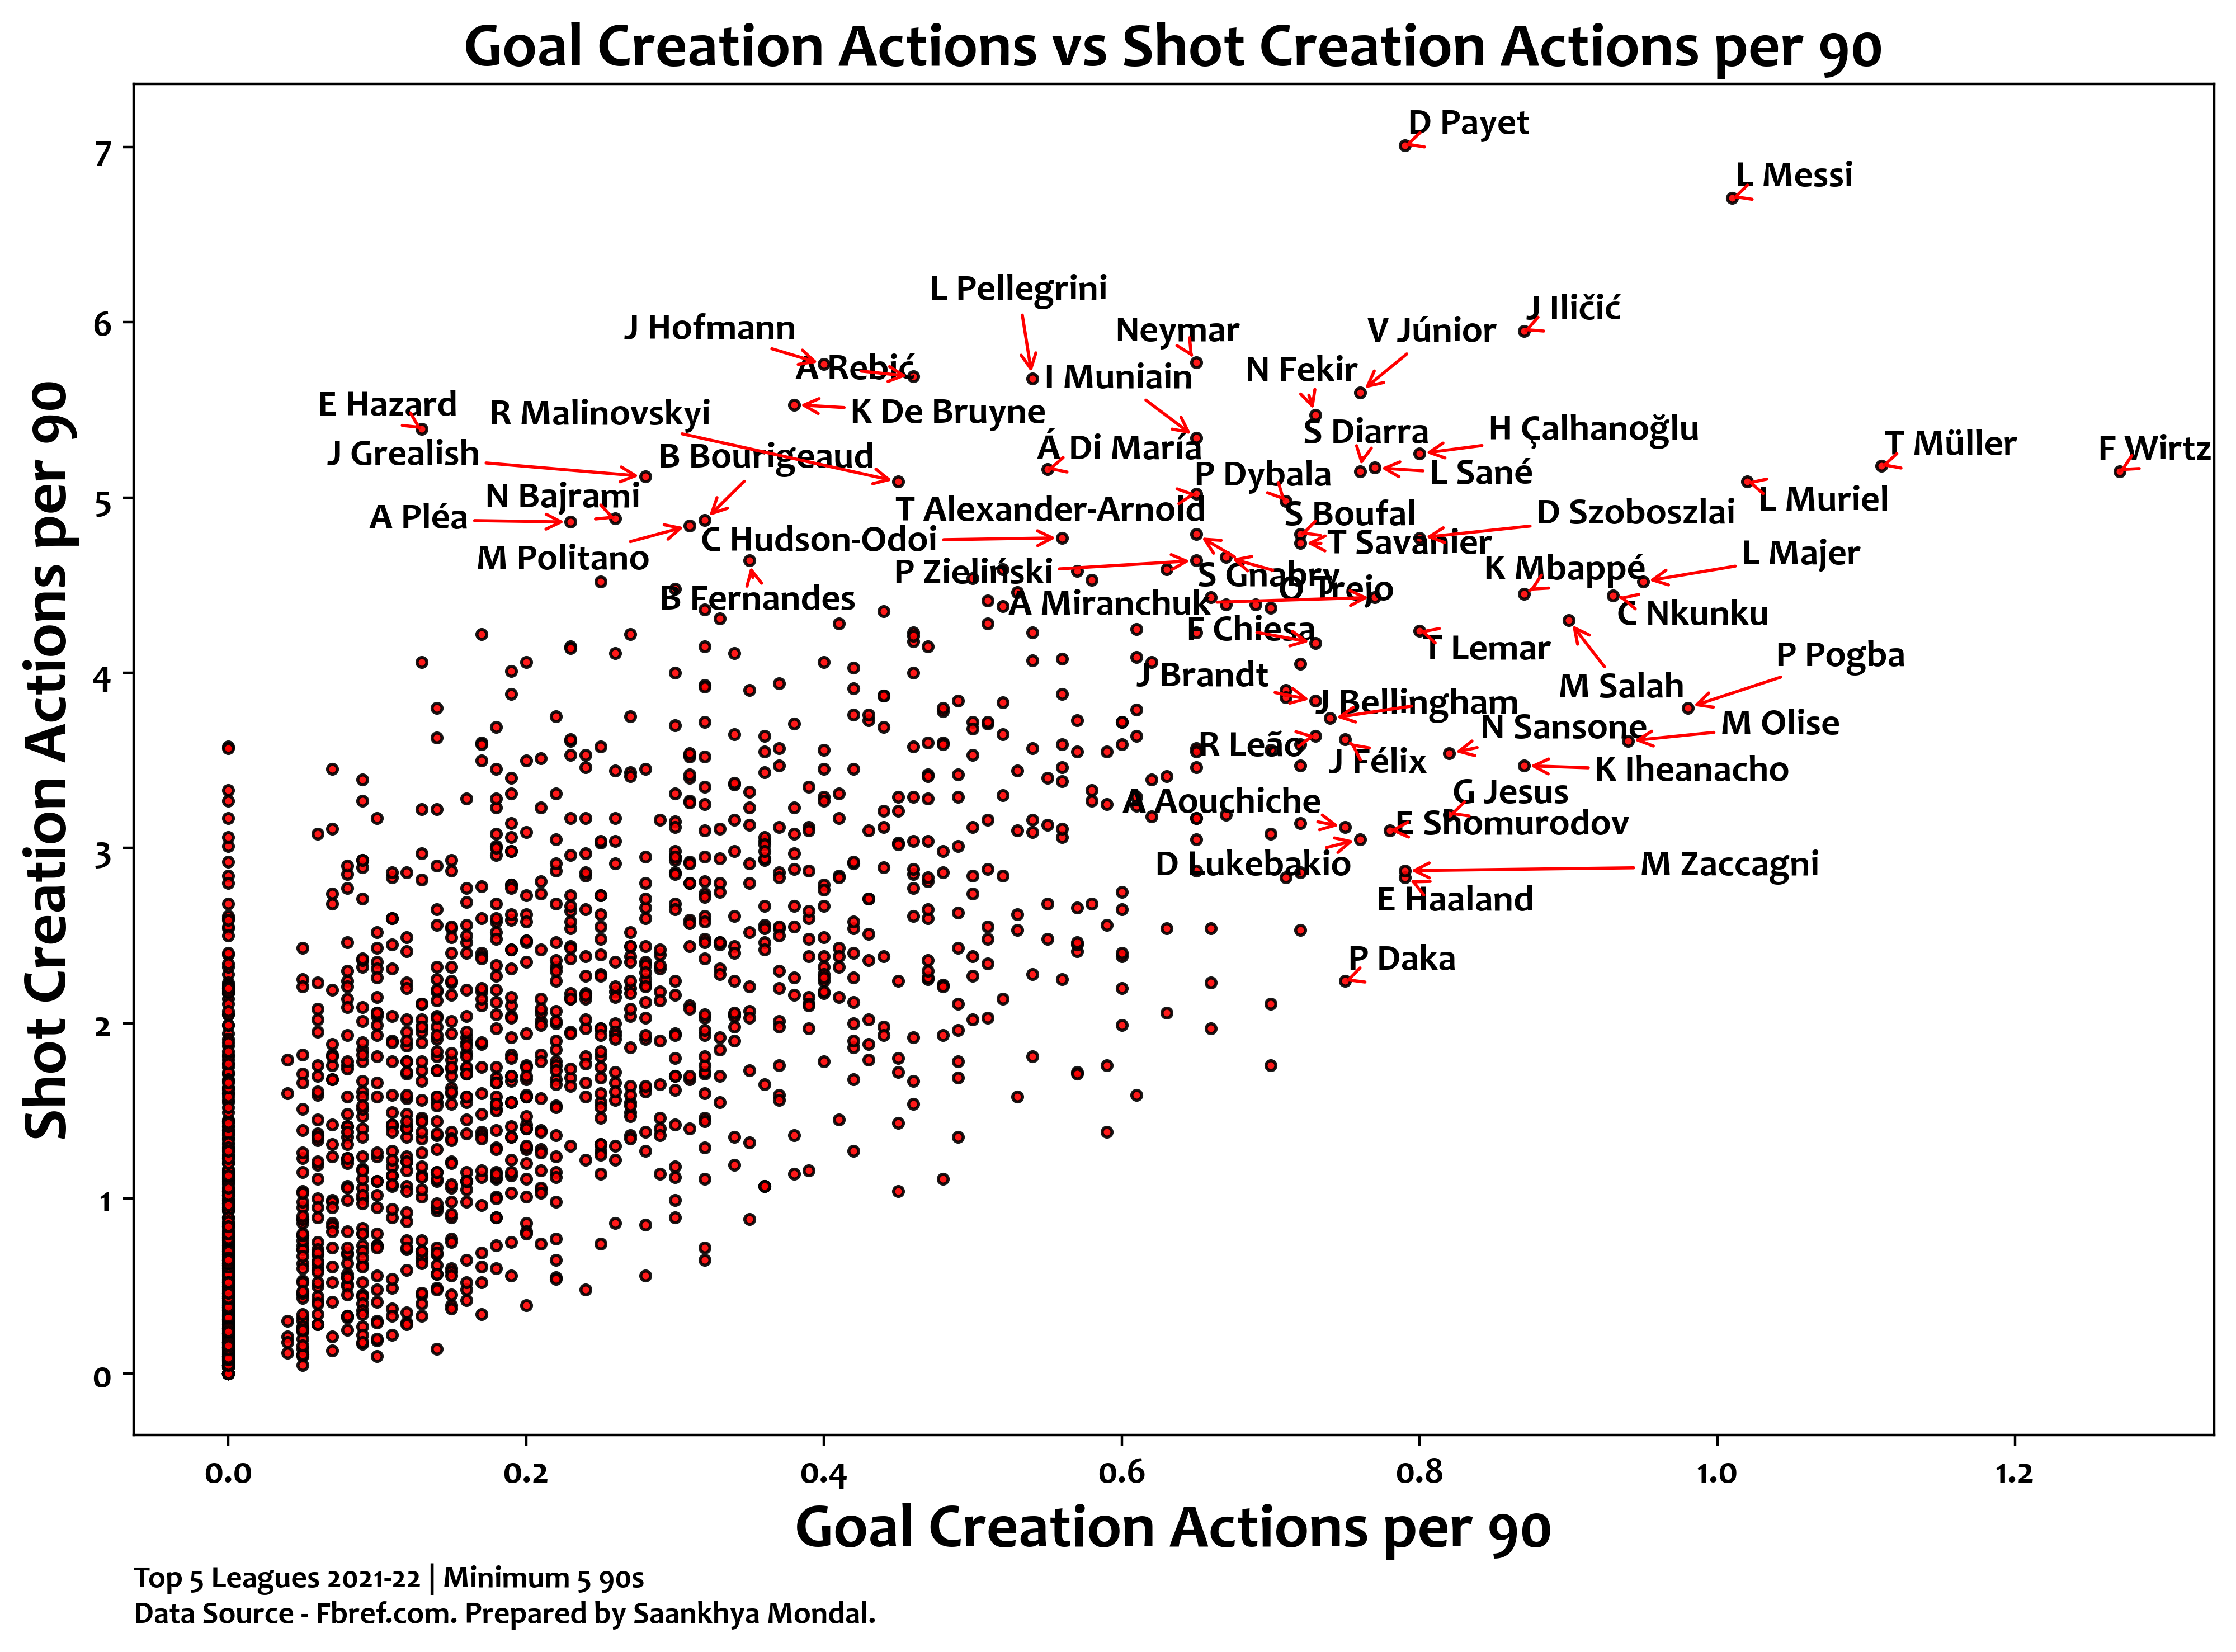 Goal Creation Actions vs Shot Creation Actions per 90
D Payet
7
L Messi
L Pellegrini
J Iličić
6
J Hofmann
Neymar
V Júnior
A Rebić
I Muniain
N Fekir
E Hazard
R Malinovskyi
K De Bruyne
S Diarra
H Çalhanoğlu
T Müller
F Wirtz
J Grealish
B Bourigeaud
Á Di María
P Dybala
L Sané
5
N Bajrami
L Muriel
A Pléa
T Alexander-Arnold
S Boufal
D Szoboszlai
M Politano
C Hudson-Odoi
T Savanier
L Majer
P Zieliński
S Gnabry
K Mbappé
B Fernandes
A Miranchuk
O Trejo
C Nkunku
F Chiesa
T Lemar
P Pogba
4
J Brandt
M Salah
J Bellingham
N Sansone
M Olise
R Leão
J Félix
K Iheanacho
A Aouchiche
G Jesus
E Shomurodov
3
D Lukebakio
M Zaccagni
E Haaland
P Daka
2
1
0
Shot Creation Actions per 90
0.0 0.2 0.4 0.6 0.8 1.0 1.2
Goal Creation Actions per 90
Top 5 Leagues 2021-22 | Minimum 5 90s
Data Source - Fbref.com. Prepared by Saankhya Mondal.